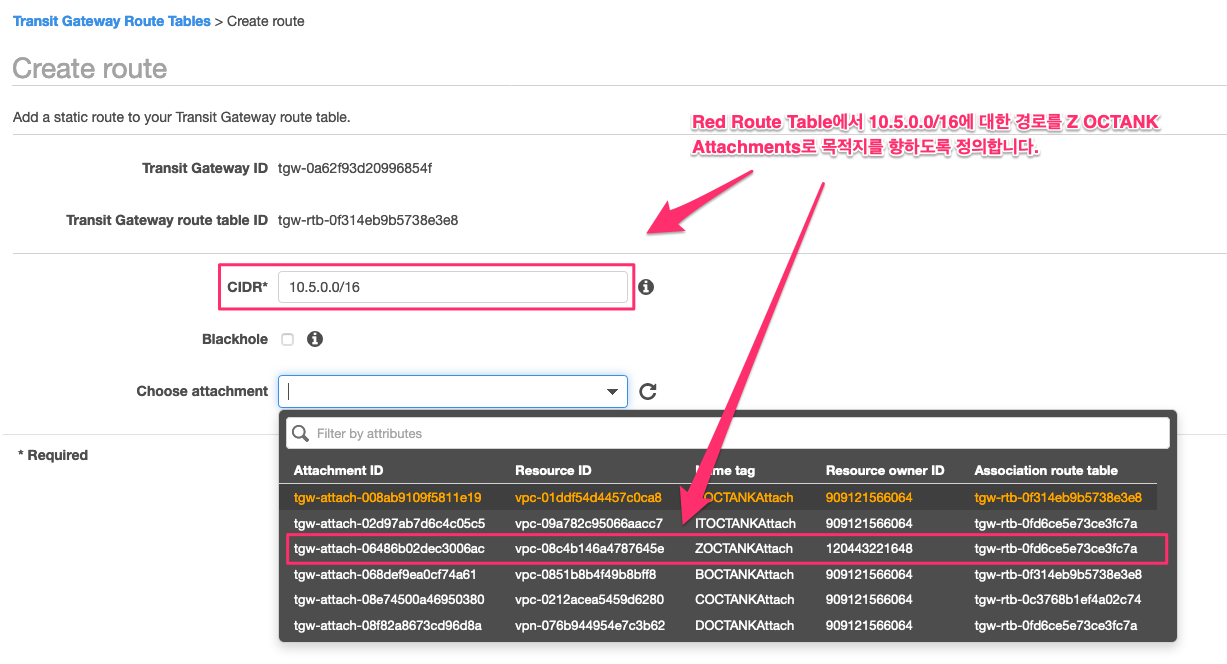 Transit Gateway Route Tables > Create route
Create route
Add a static route to your Transit Gateway route table.
Red Route Table에서 10.5.0.0/16에 대한 경로를 Z OCTANK
Attachments로 목적지를 향하도록 정의합니다.
Transit Gateway ID tgw-0a62f93d20996854f
Transit Gateway route table ID tgw-rtb-0f314eb9b5738e3e8
CIDR* 10.5.0.0/16
Blackhole
Choose attachment
Filter by attributes
Attachment ID Resource ID Resource owner ID Association route table
tgw-attach-008ab9109f5811e19 vpc-01ddf54d4457c0ca8 909121566064 tgw-rtb-0f314eb9b5738e3e8
tgw-attach-02d97ab7d6c4c05c5 vpc-09a782c95066aacc7 ITOCTANKAttach 909121566064 tgw-rtb-0fd6ce5e73ce3fc7a
tgw-attach-06486b02dec3006ac vpc-08c4b146a4787645e ZOCTANKAttach 120443221648 tgw-rtb-0fd6ce5e73ce3fc7a
tgw-attach-068def9ea0cf74a61 vpc-0851b8b4f49b8bff8 BOCTANKAttach 909121566064 tgw-rtb-0f314eb9b5738e3e8
tgw-attach-08e74500a46950380 vpc-0212acea5459d6280 COCTANKAttach 909121566064 tgw-rtb-0c3768b1ef4a02c74
tgw-attach-08f82a8673cd96d8a vpn-076b944954e7c3b62 DOCTANKAttach 909121566064 tgw-rtb-0fd6ce5e73ce3fc7a
* Required